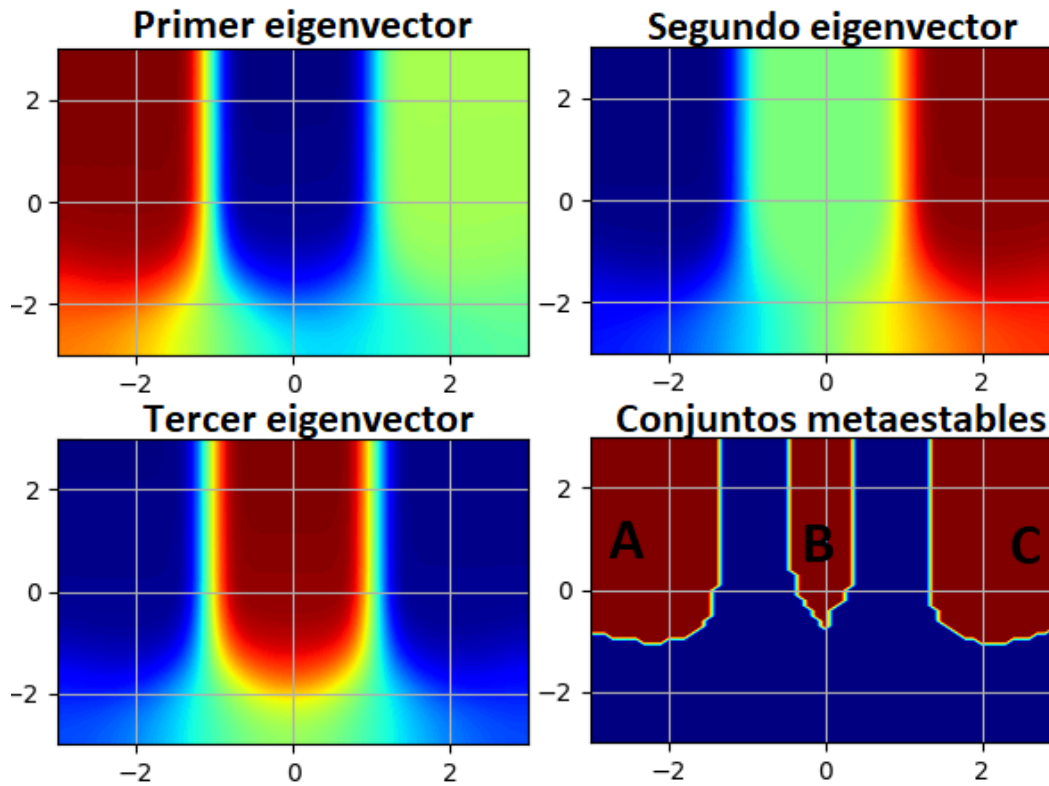 Primer eigenvector
2
0
−2
−2 0 2
Segundo eigenvector
2
0
−2
−2 0 2
Tercer eigenvector
2
0
−2
−2 0 2
Conjuntos metaestables
2
0
−2
−2 0 2
A B C